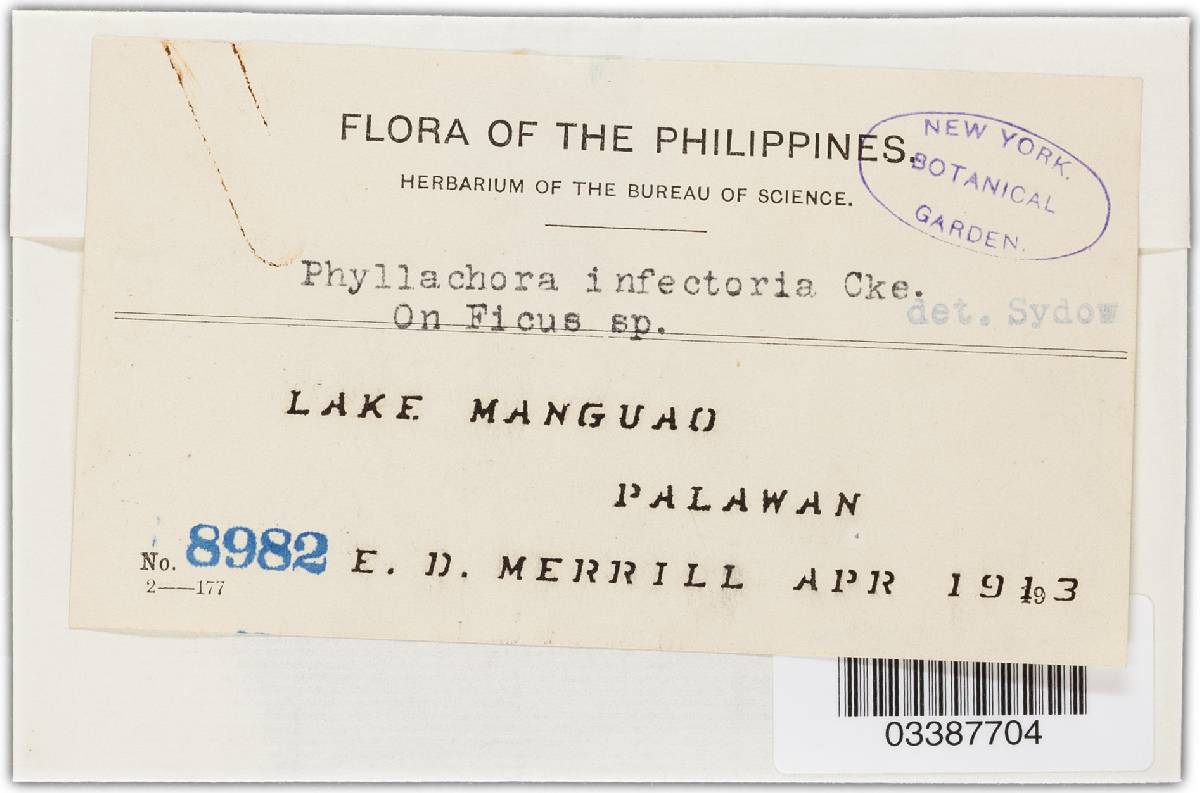 FLORA OF THE PHILIPPINES.
HERBARIUM OF THE BUREAU OF SCIENCE.
NEW YORK.
BOTANICAL
GARDEN.
Phyllachora infectoria Cke.
On Ficus sp.
det. Sydow
LAKE MANGUAO
PALAWAN
No. 8982 E. D. MERRILL APR 1913
19
2—177
03387704